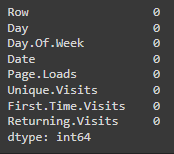 Row 0
Day 0
Day.Of.Week 0
Date 0
Page.Loads 0
Unique.Visits 0
First.Time.Visits 0
Returning.Visits 0
dtype: int64